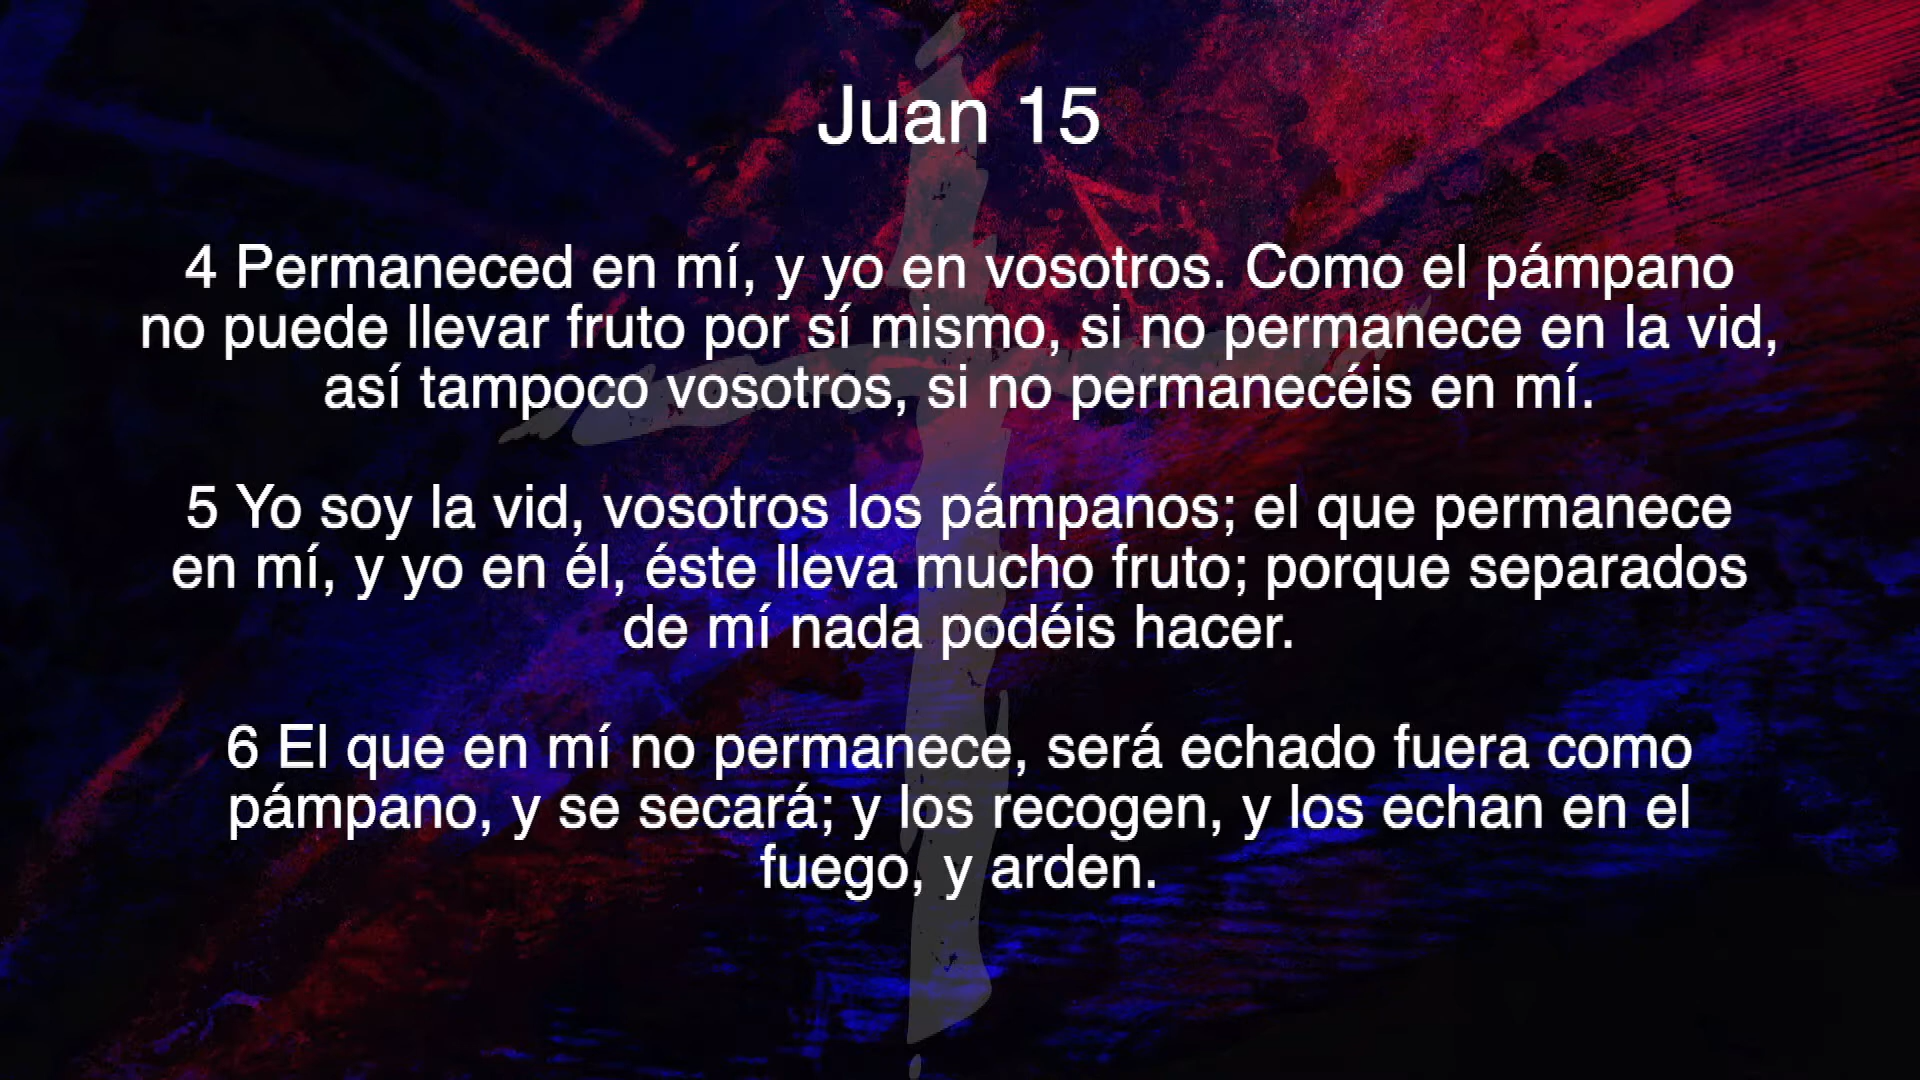 Juan 15
4 Permaneced en mí, y yo en vosotros. Como el pámpano
no puede llevar fruto por sí mismo, si no permanece en la vid,
así tampoco vosotros, si no permanecéis en mí.
5 Yo soy la vid, vosotros los pámpanos; el que permanece
en mí, y yo en él, éste lleva mucho fruto; porque separados
de mí nada podéis hacer.
6 El que en mí no permanece, será echado fuera como
pámpano, y se secará; y los recogen, y los echan en el
fuego, y arden.